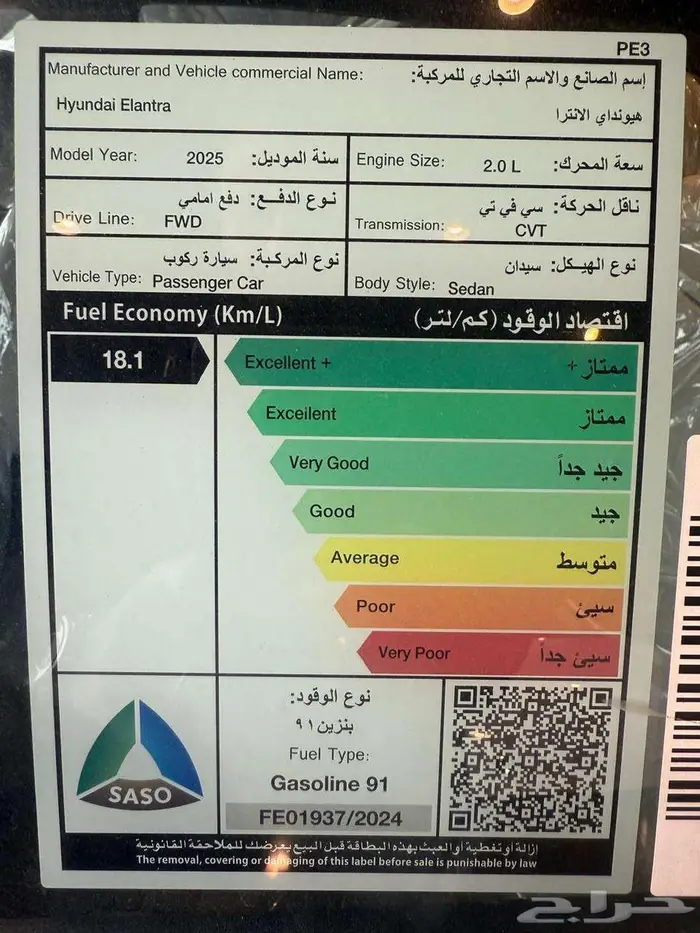 PE3
Manufacturer and Vehicle commercial Name:
إسم الصانع والاسم التجاري للمركبة:
Hyundai Elantra
هيونداي الانترا
Model Year: 2025 سنة الموديل:
Engine Size: 2.0 L سعة المحرك:
نوع الدفع: دفع امامي
Drive Line: FWD
ناقل الحركة: سي في تي
Transmission: CVT
نوع المركبة: سيارة ركوب
Vehicle Type: Passenger Car
نوع الهيكل: سيدان
Body Style: Sedan
Fuel Economy (Km/L)
اقتصاد الوقود (كم/لتر)
18.1
Excellent + ممتاز +
Excellent ممتاز
Very Good جيد جداً
Good جيد
Average متوسط
Poor سيئ
Very Poor سيئ جداً
SASO
نوع الوقود:
بنزين ٩١
Fuel Type:
Gasoline 91
FE01937/2024
إزالة أو تغطية أو العبث بهذه البطاقة قبل البيع يعرضك للملاحقة القانونية
The removal, covering or damaging of this label before sale is punishable by law
حراج